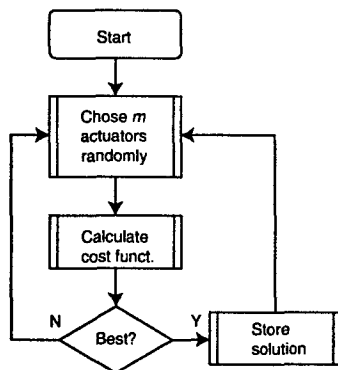 Start
Chose m
actuators
randomly
Calculate
cost funct.
N
Best?
Y
Store
solution